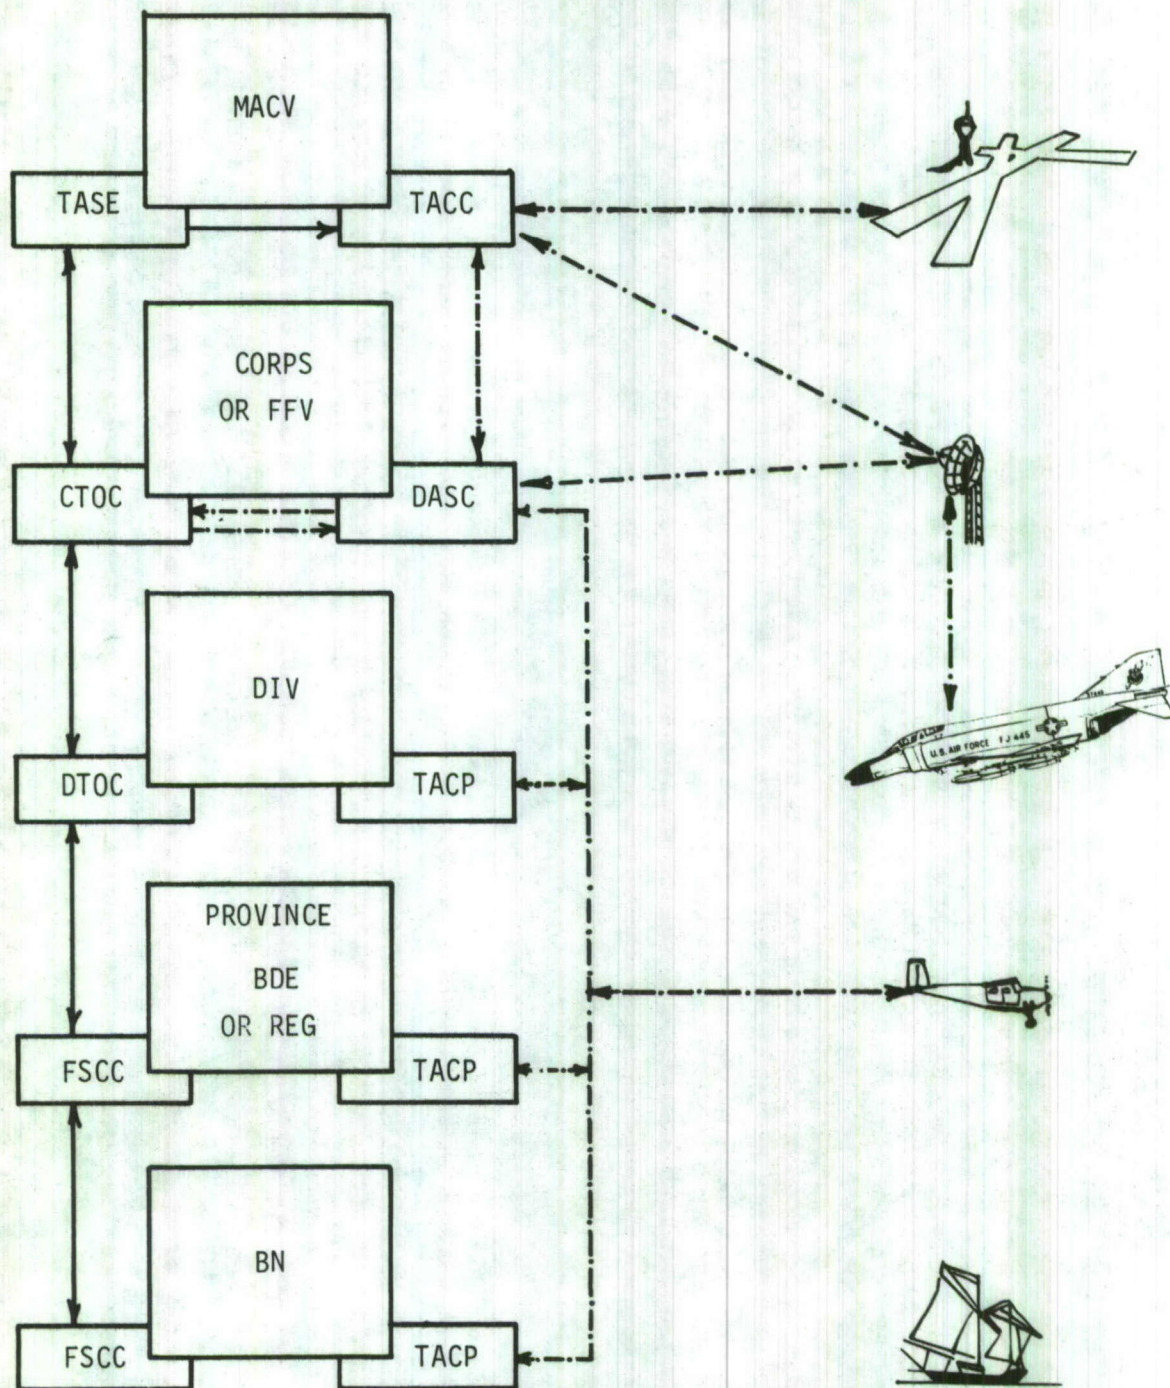 MACV
TASE
TACC
CORPS
OR FFV
CTOC
DASC
DIV
U.S. AIR FORCE FJ 445
DTOC
TACP
PROVINCE
BDE
OR REG
FSCC
TACP
BN
FSCC
TACP